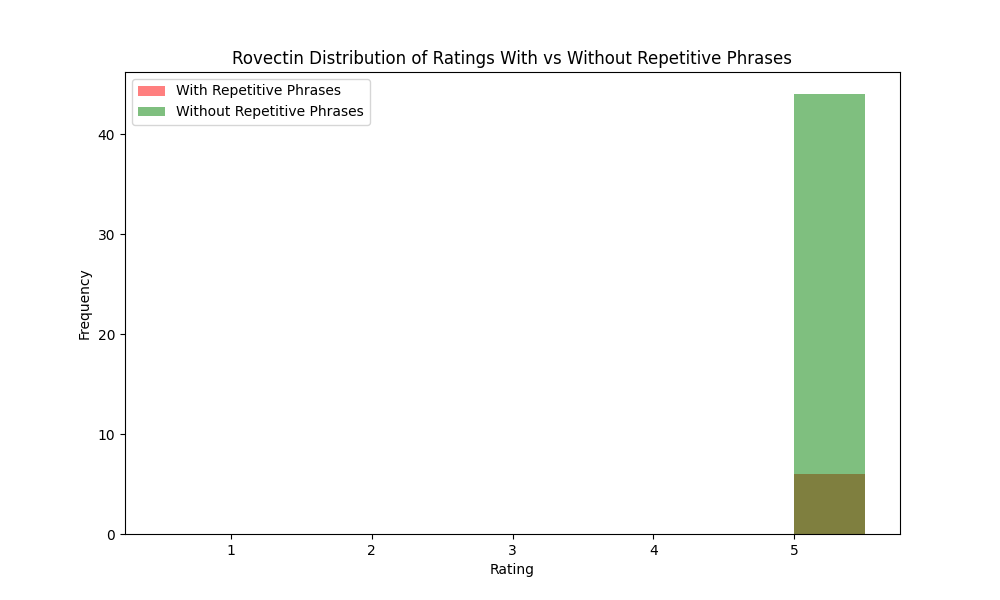 Rovectin Distribution of Ratings With vs Without Repetitive Phrases
With Repetitive Phrases
Without Repetitive Phrases
40
30
20
10
0
Frequency
1 2 3 4 5
Rating